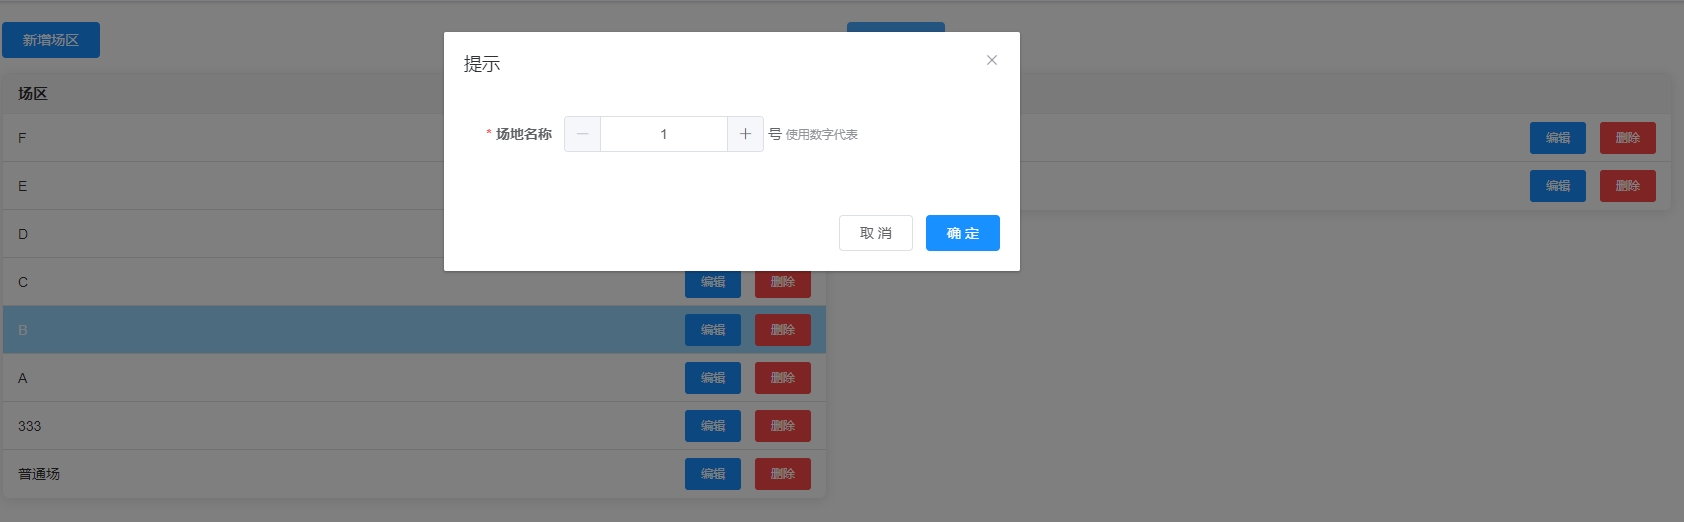 新增场区
提示
* 场地名称 1 号 使用数字代表
取 消 确 定
场区
F
E
D
C 编辑 删除
B 编辑 删除
A 编辑 删除
333 编辑 删除
普通场 编辑 删除
编辑 删除
编辑 删除